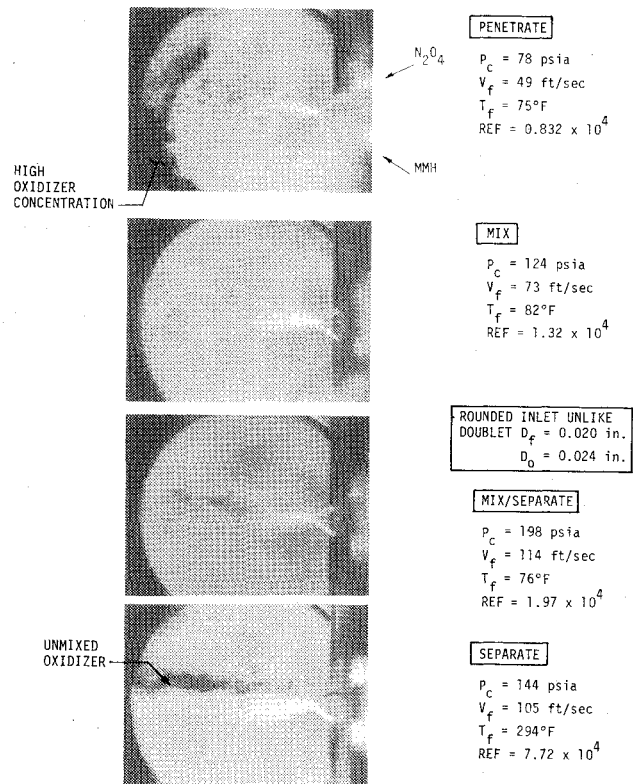 PENETRATE
N2O4
Pc = 78 psia
Vf = 49 ft/sec
Tf = 75°F
REF = 0.832 x 10^4
MMH
HIGH
OXIDIZER
CONCENTRATION
MIX
Pc = 124 psia
Vf = 73 ft/sec
Tf = 82°F
REF = 1.32 x 10^4
ROUNDED INLET UNLIKE
DOUBLET Df = 0.020 in.
Do = 0.024 in.
MIX/SEPARATE
Pc = 198 psia
Vf = 114 ft/sec
Tf = 76°F
REF = 1.97 x 10^4
UNMIXED
OXIDIZER
SEPARATE
Pc = 144 psia
Vf = 105 ft/sec
Tf = 294°F
REF = 7.72 x 10^4